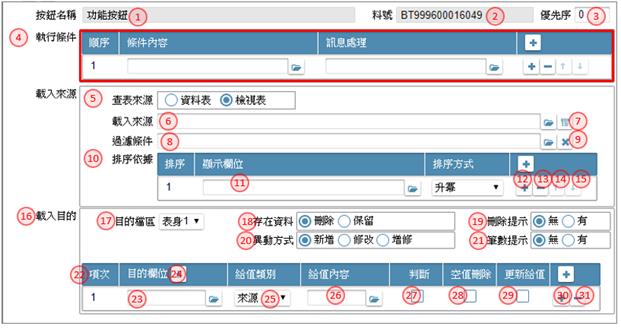 按鈕名稱 功能按鈕 1 料號 BT999600016049 2 優先序 0 3
4 執行條件
順序 條件內容 訊息處理
1
載入來源 5 查表來源 資料表 檢視表
載入來源 6 7
過濾條件 8 9
10 排序依據
排序 顯示欄位 排序方式
1 11 升冪 12 13 14 15
16 載入目的 17 目的檔區 表身1 18 存在資料 刪除 保留 19 刪除提示 無 有
20 異動方式 新增 修改 增修 21 筆數提示 無 有
22 項次 目的欄位 24 給值類別 給值內容 判斷 空值刪除 更新給值
1 23 來源 25 26 27 28 29 30 31